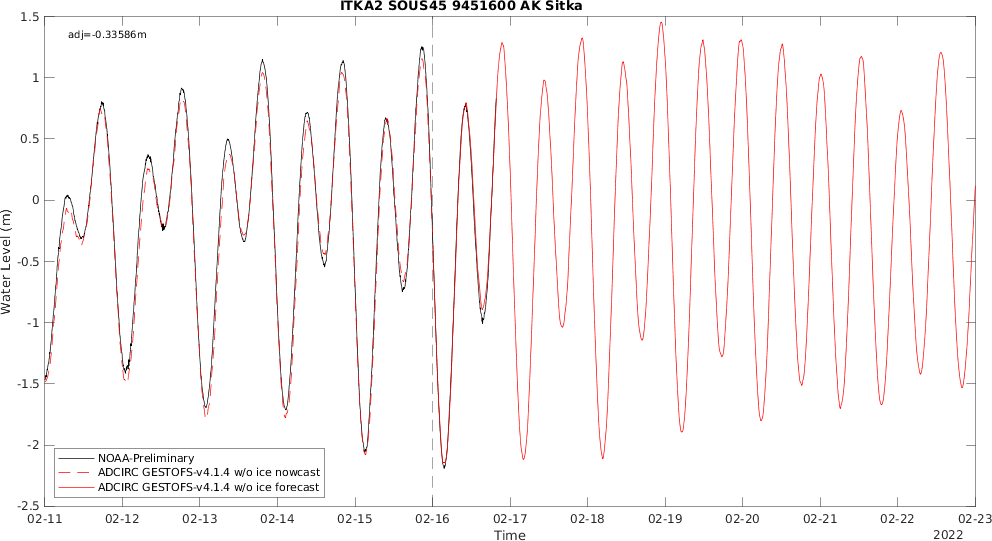 ITKA2 SOUS45 9451600 AK Sitka
adj=-0.33586m
1.5
1
0.5
0
-0.5
-1
-1.5
-2
-2.5
Water Level (m)
NOAA-Preliminary
ADCIRC GESTOFS-v4.1.4 w/o ice nowcast
ADCIRC GESTOFS-v4.1.4 w/o ice forecast
02-11 02-12 02-13 02-14 02-15 02-16 02-17 02-18 02-19 02-20 02-21 02-22 02-23
Time
2022